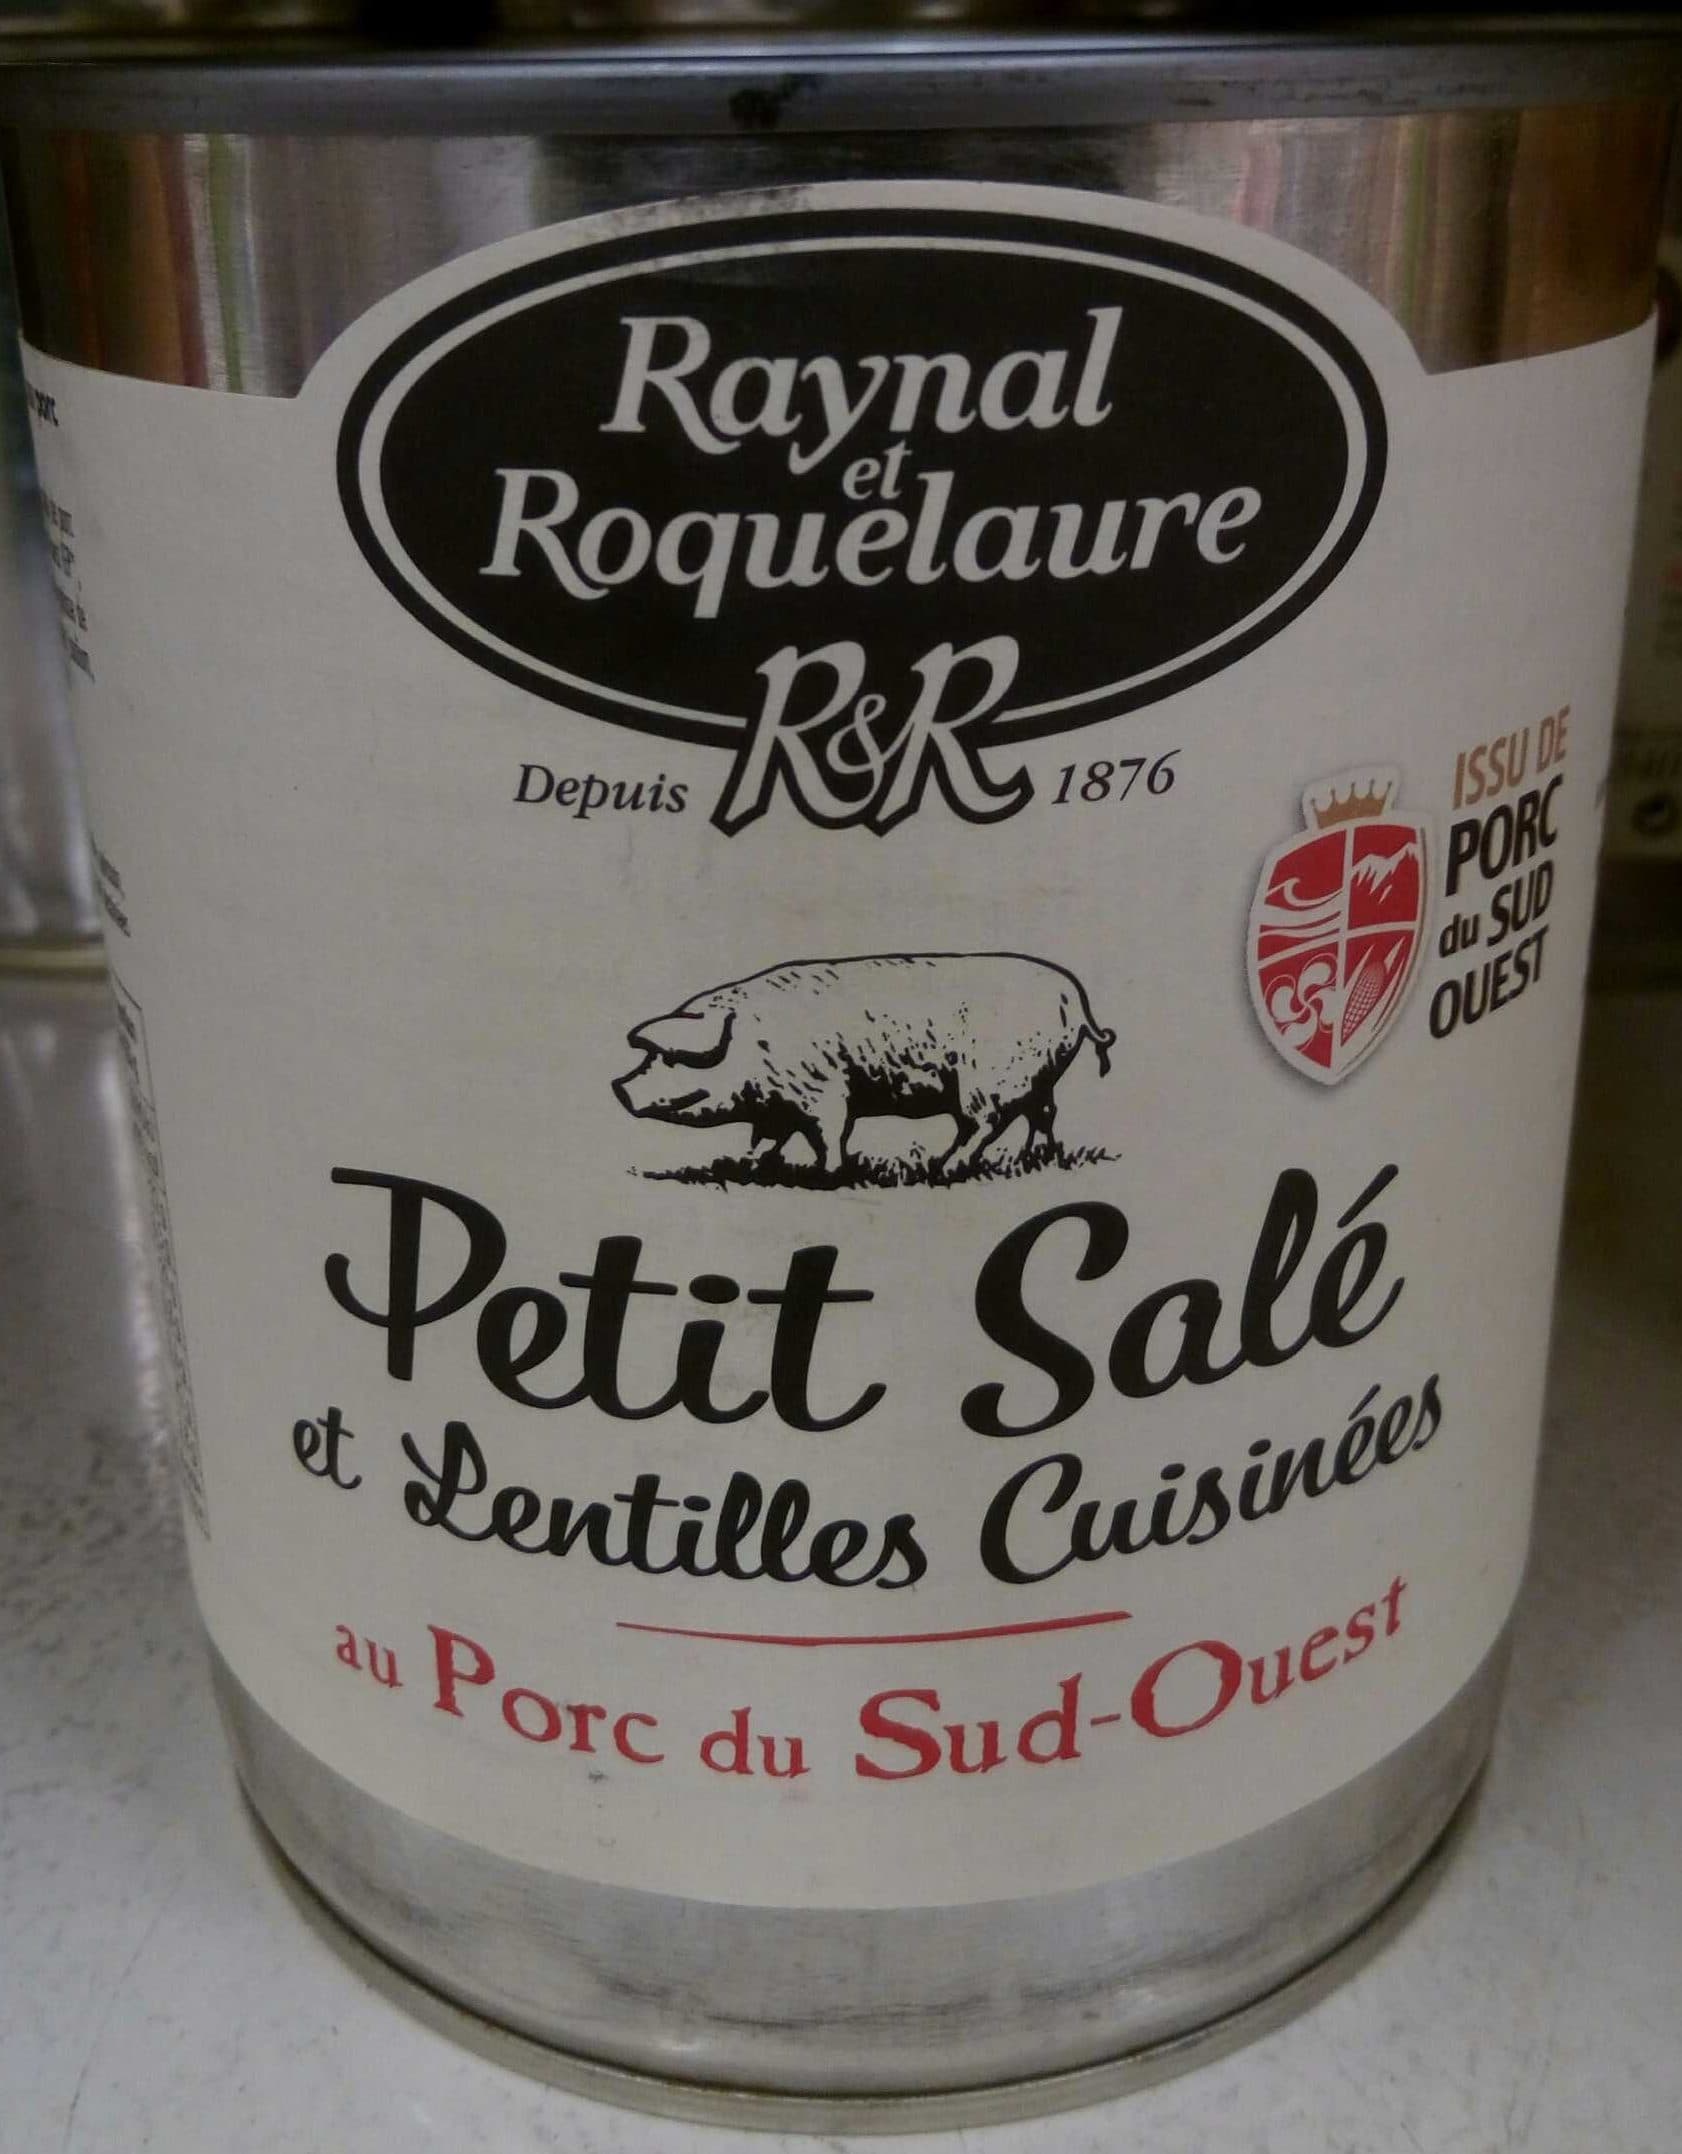 Raynal
et
Roquelaure
R&R
Depuis 1876
ISSU DE
PORC
du SUD
OUEST
Petit Salé
et Lentilles Cuisinées
au Porc du Sud-Ouest
porc